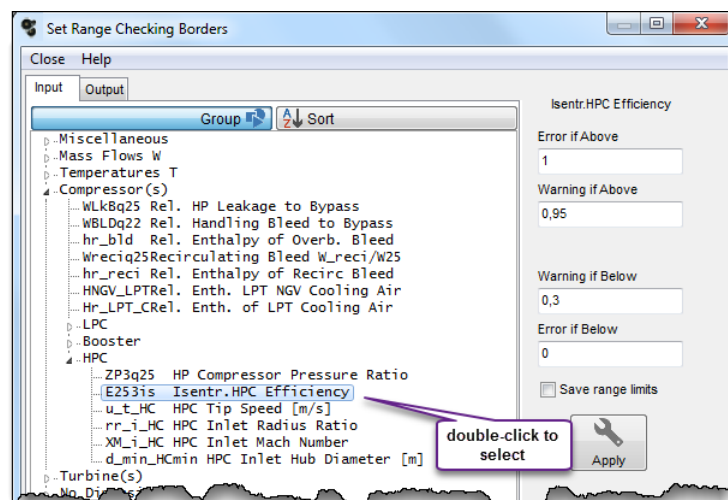 Set Range Checking Borders
Close Help
Input Output
Group Sort
Miscellaneous
Mass Flows W
Temperatures T
Compressor(s)
WLkBq25 Rel. HP Leakage to Bypass
WBLDq22 Rel. Handling Bleed to Bypass
hr_bld Rel. Enthalpy of Overb. Bleed
Wreciq25Recirculating Bleed W_reci/W25
hr_reci Rel. Enthalpy of Recirc Bleed
HNGV_LPTRel. Enth. LPT NGV Cooling Air
Hr_LPT_CRel. Enth. of LPT Cooling Air
LPC
Booster
HPC
ZP3q25 HP Compressor Pressure Ratio
E253is Isentr.HPC Efficiency
u_t_HC HPC Tip Speed [m/s]
rr_i_HC HPC Inlet Radius Ratio
XM_i_HC HPC Inlet Mach Number
d_min_HCmin HPC Inlet Hub Diameter [m]
Turbine(s)
double-click to
select
Isentr.HPC Efficiency
Error if Above
1
Warning if Above
0,95
Warning if Below
0,3
Error if Below
0
Save range limits
Apply